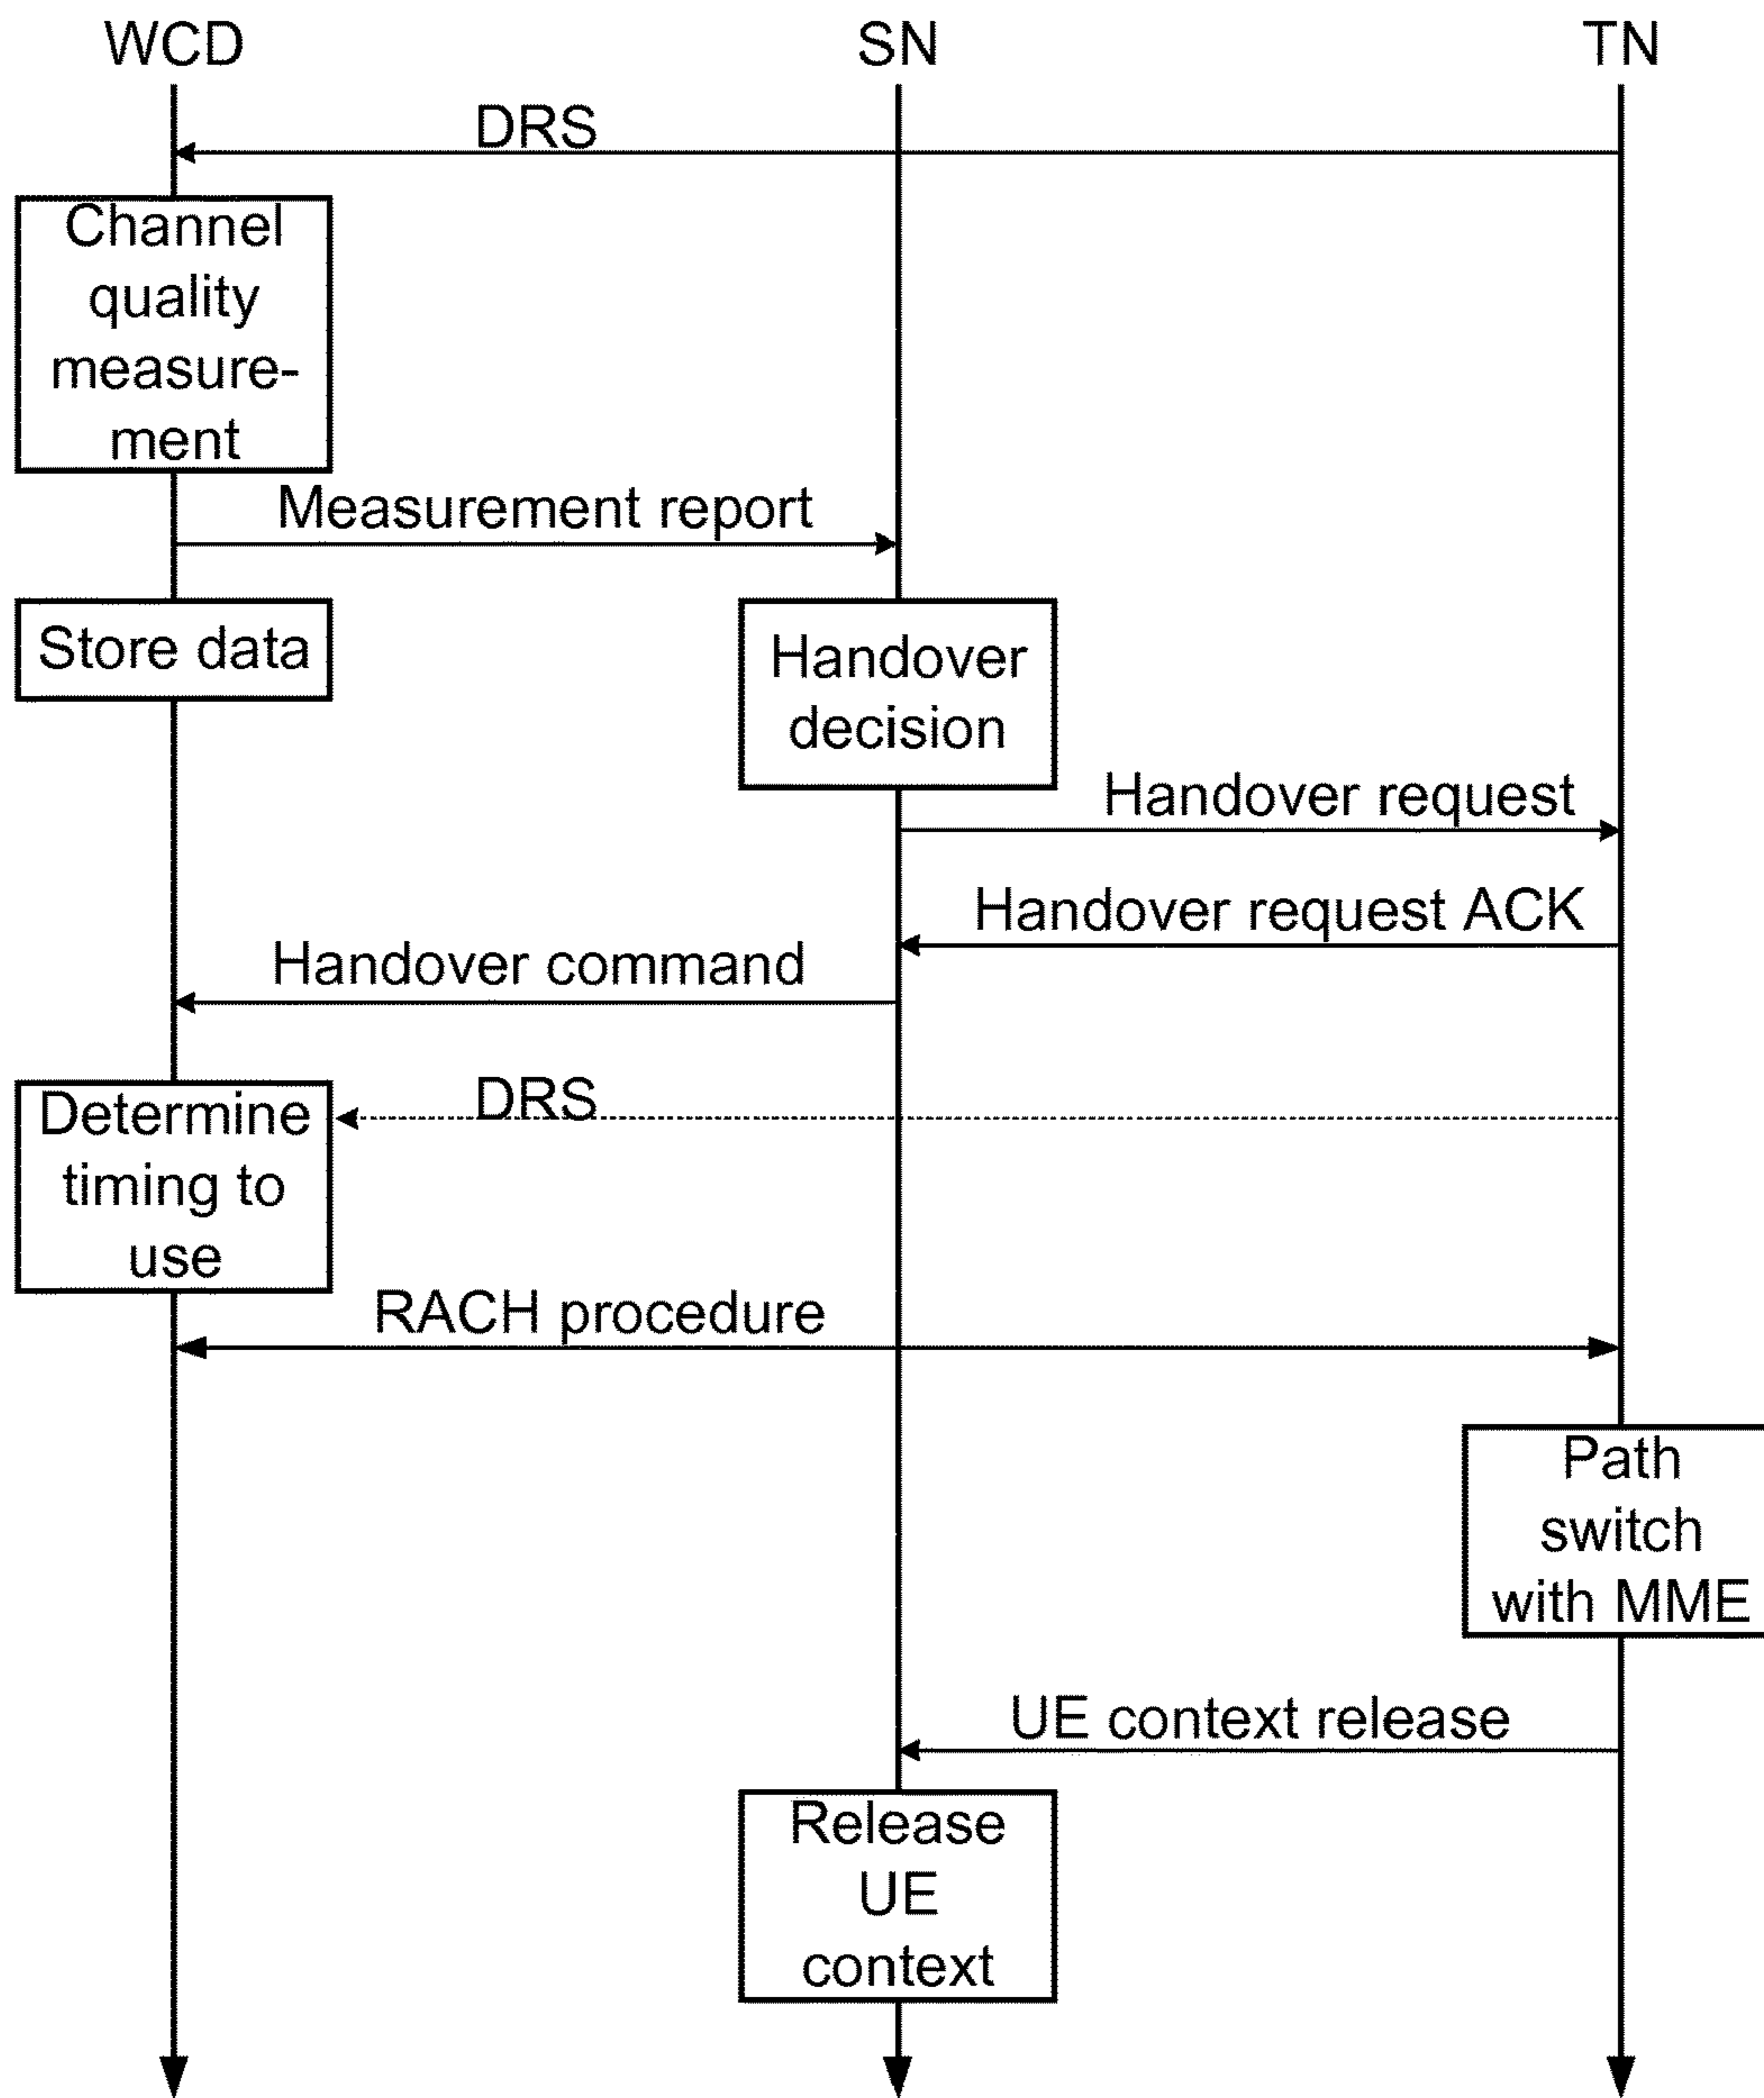 WCD
SN
TN
DRS
Channel
quality
measure-
ment
Measurement report
Store data
Handover
decision
Handover request
Handover request ACK
Handover command
DRS
Determine
timing to
use
RACH procedure
Path
switch
with MME
UE context release
Release
UE
context